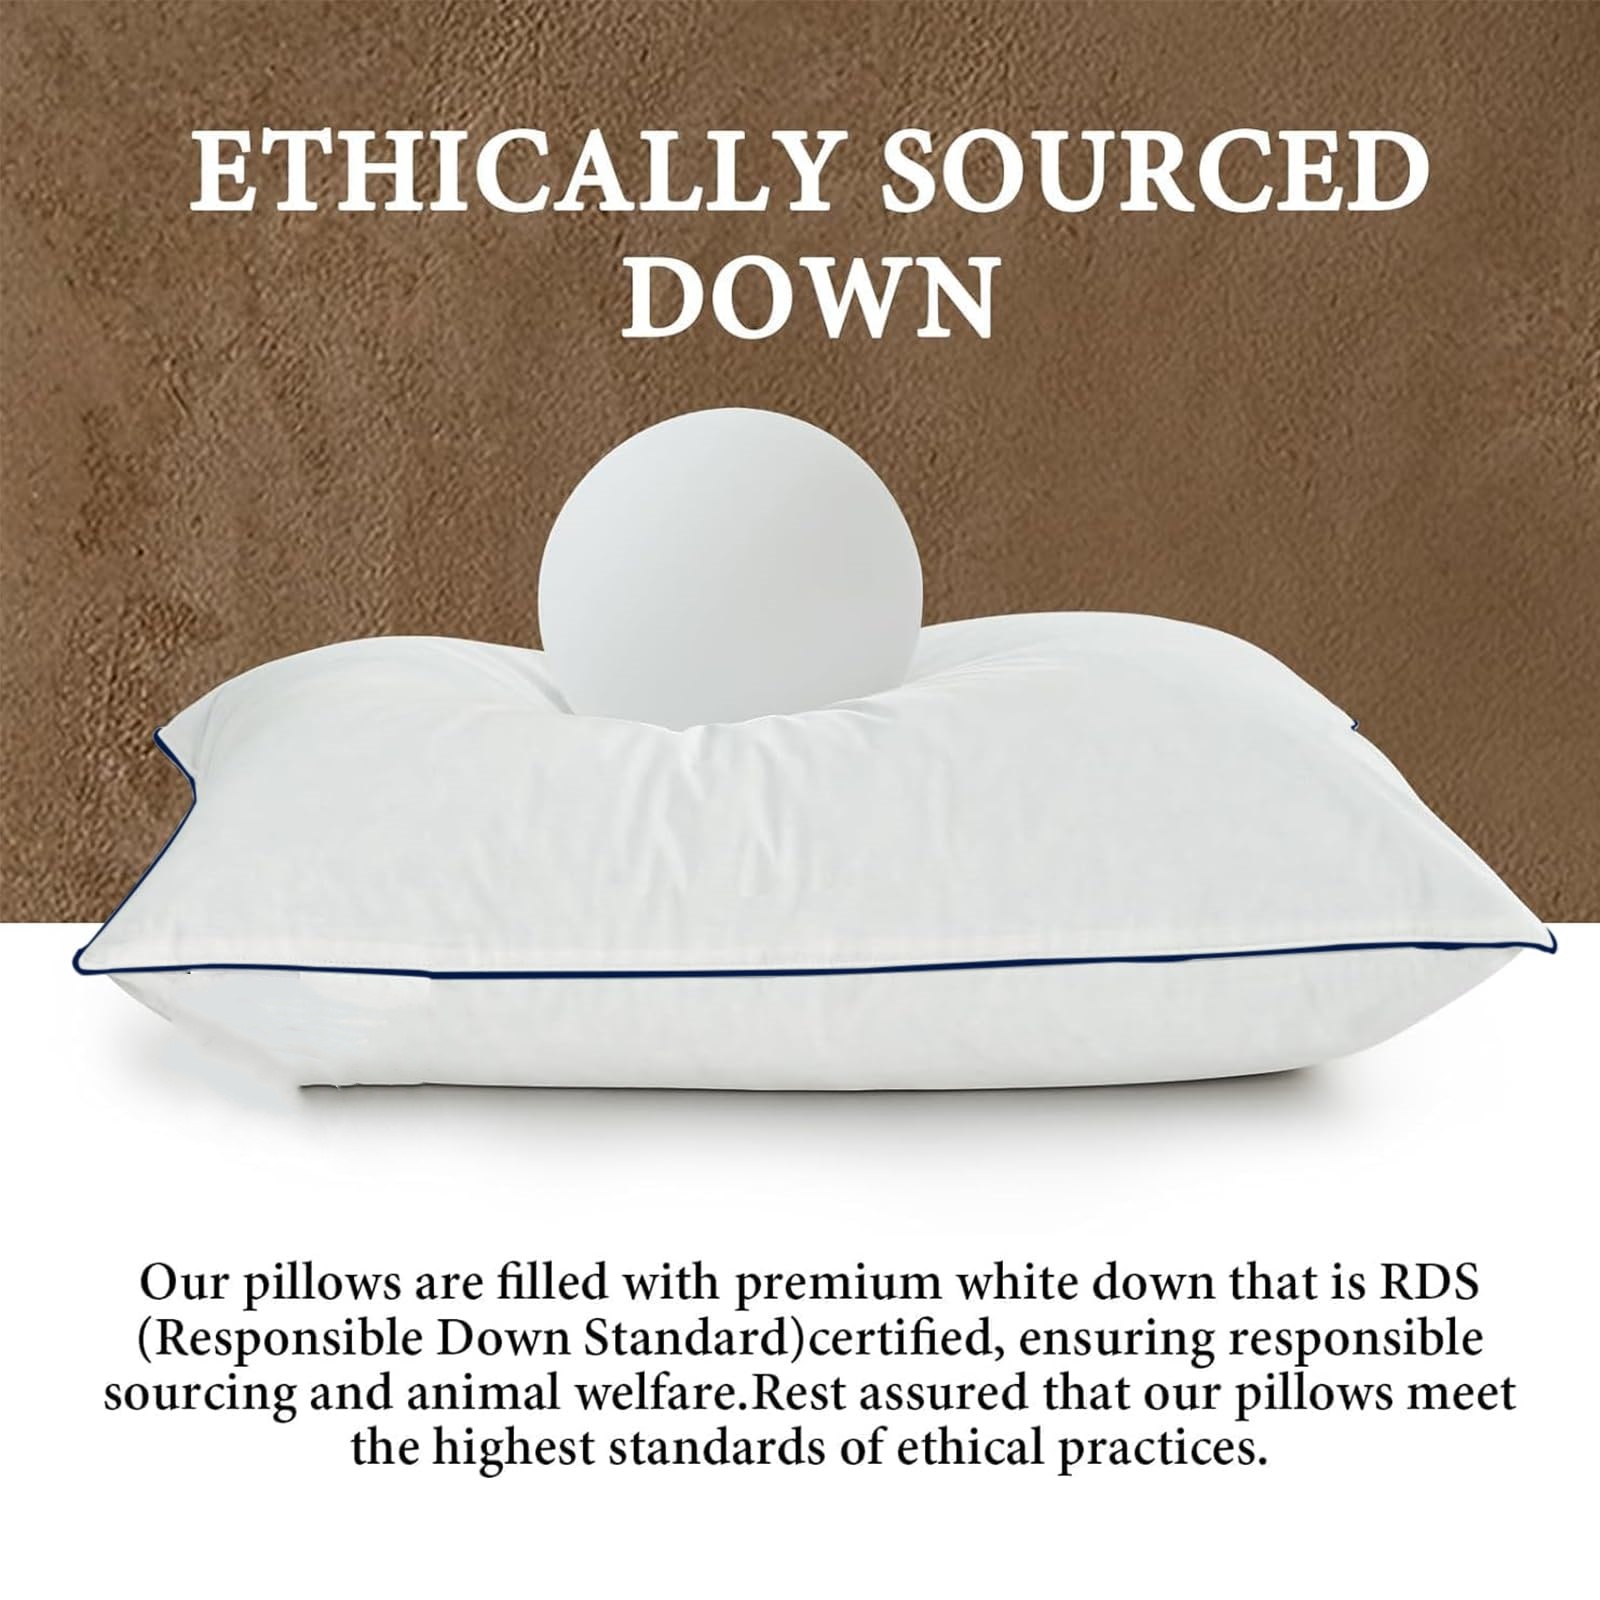 ETHICALLY SOURCED
DOWN
Our pillows are filled with premium white down that is RDS
(Responsible Down Standard)certified, ensuring responsible
sourcing and animal welfare.Rest assured that our pillows meet
the highest standards of ethical practices.